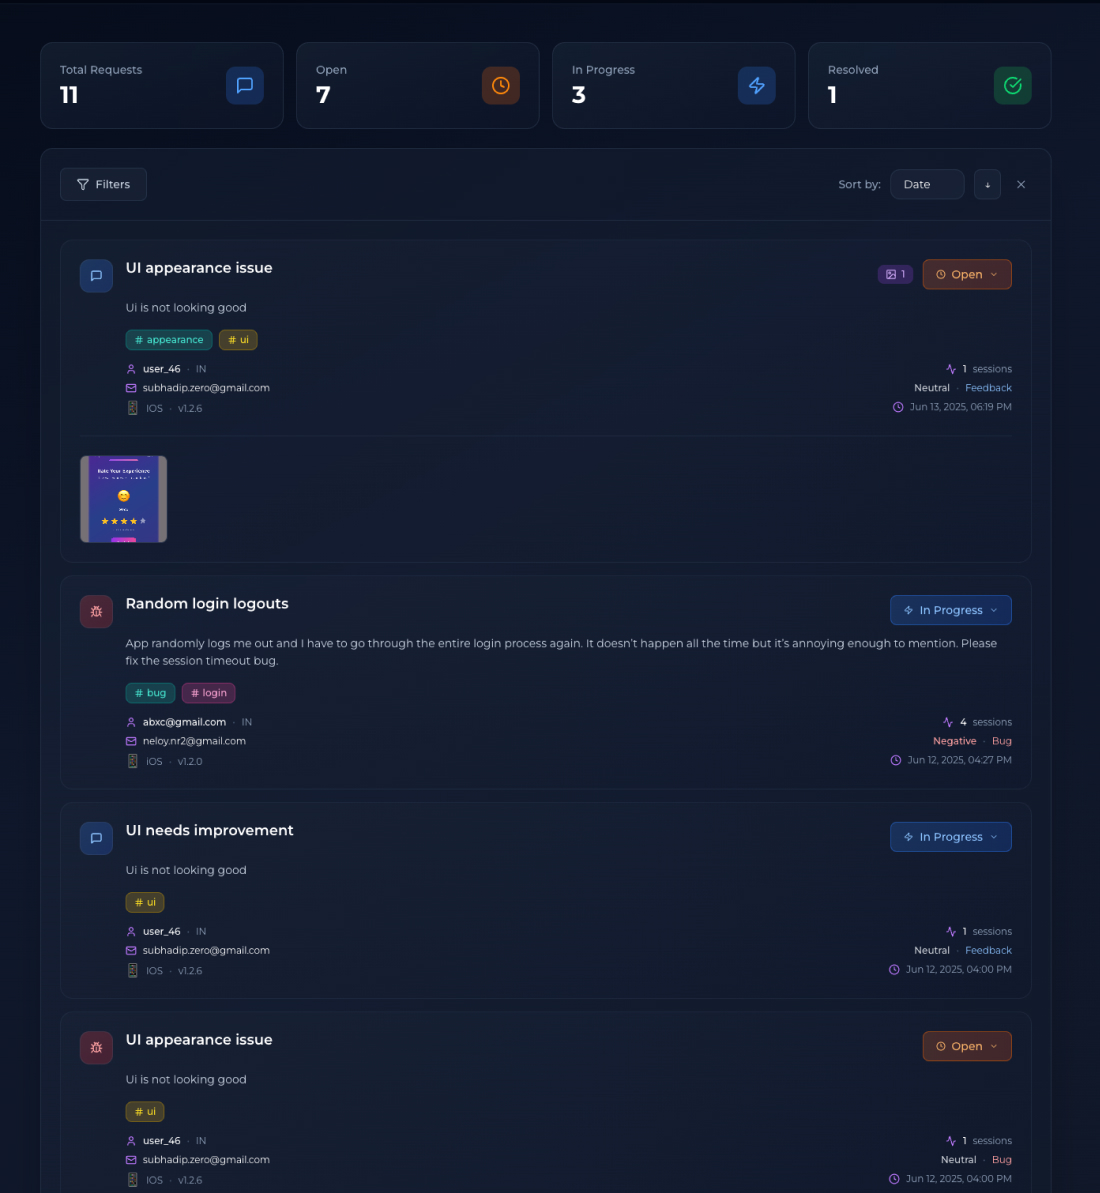 Total Requests
11
Open
7
In Progress
3
Resolved
1
Filters
Sort by: Date ↓ ×
UI appearance issue
1 Open
Ui is not looking good
# appearance # ui
user_46 · IN
1 sessions
subhadip.zero@gmail.com
Neutral · Feedback
IOS · v1.2.6
Jun 13, 2025, 06:19 PM
Rate Your Experience
Random login logouts
In Progress
App randomly logs me out and I have to go through the entire login process again. It doesn't happen all the time but it's annoying enough to mention. Please
fix the session timeout bug.
# bug # login
abxc@gmail.com · IN
4 sessions
neloy.nr2@gmail.com
Negative · Bug
iOS · v1.2.0
Jun 12, 2025, 04:27 PM
UI needs improvement
In Progress
Ui is not looking good
# ui
user_46 · IN
1 sessions
subhadip.zero@gmail.com
Neutral · Feedback
IOS · v1.2.6
Jun 12, 2025, 04:00 PM
UI appearance issue
Open
Ui is not looking good
# ui
user_46 · IN
1 sessions
subhadip.zero@gmail.com
Neutral · Bug
IOS · v1.2.6
Jun 12, 2025, 04:00 PM